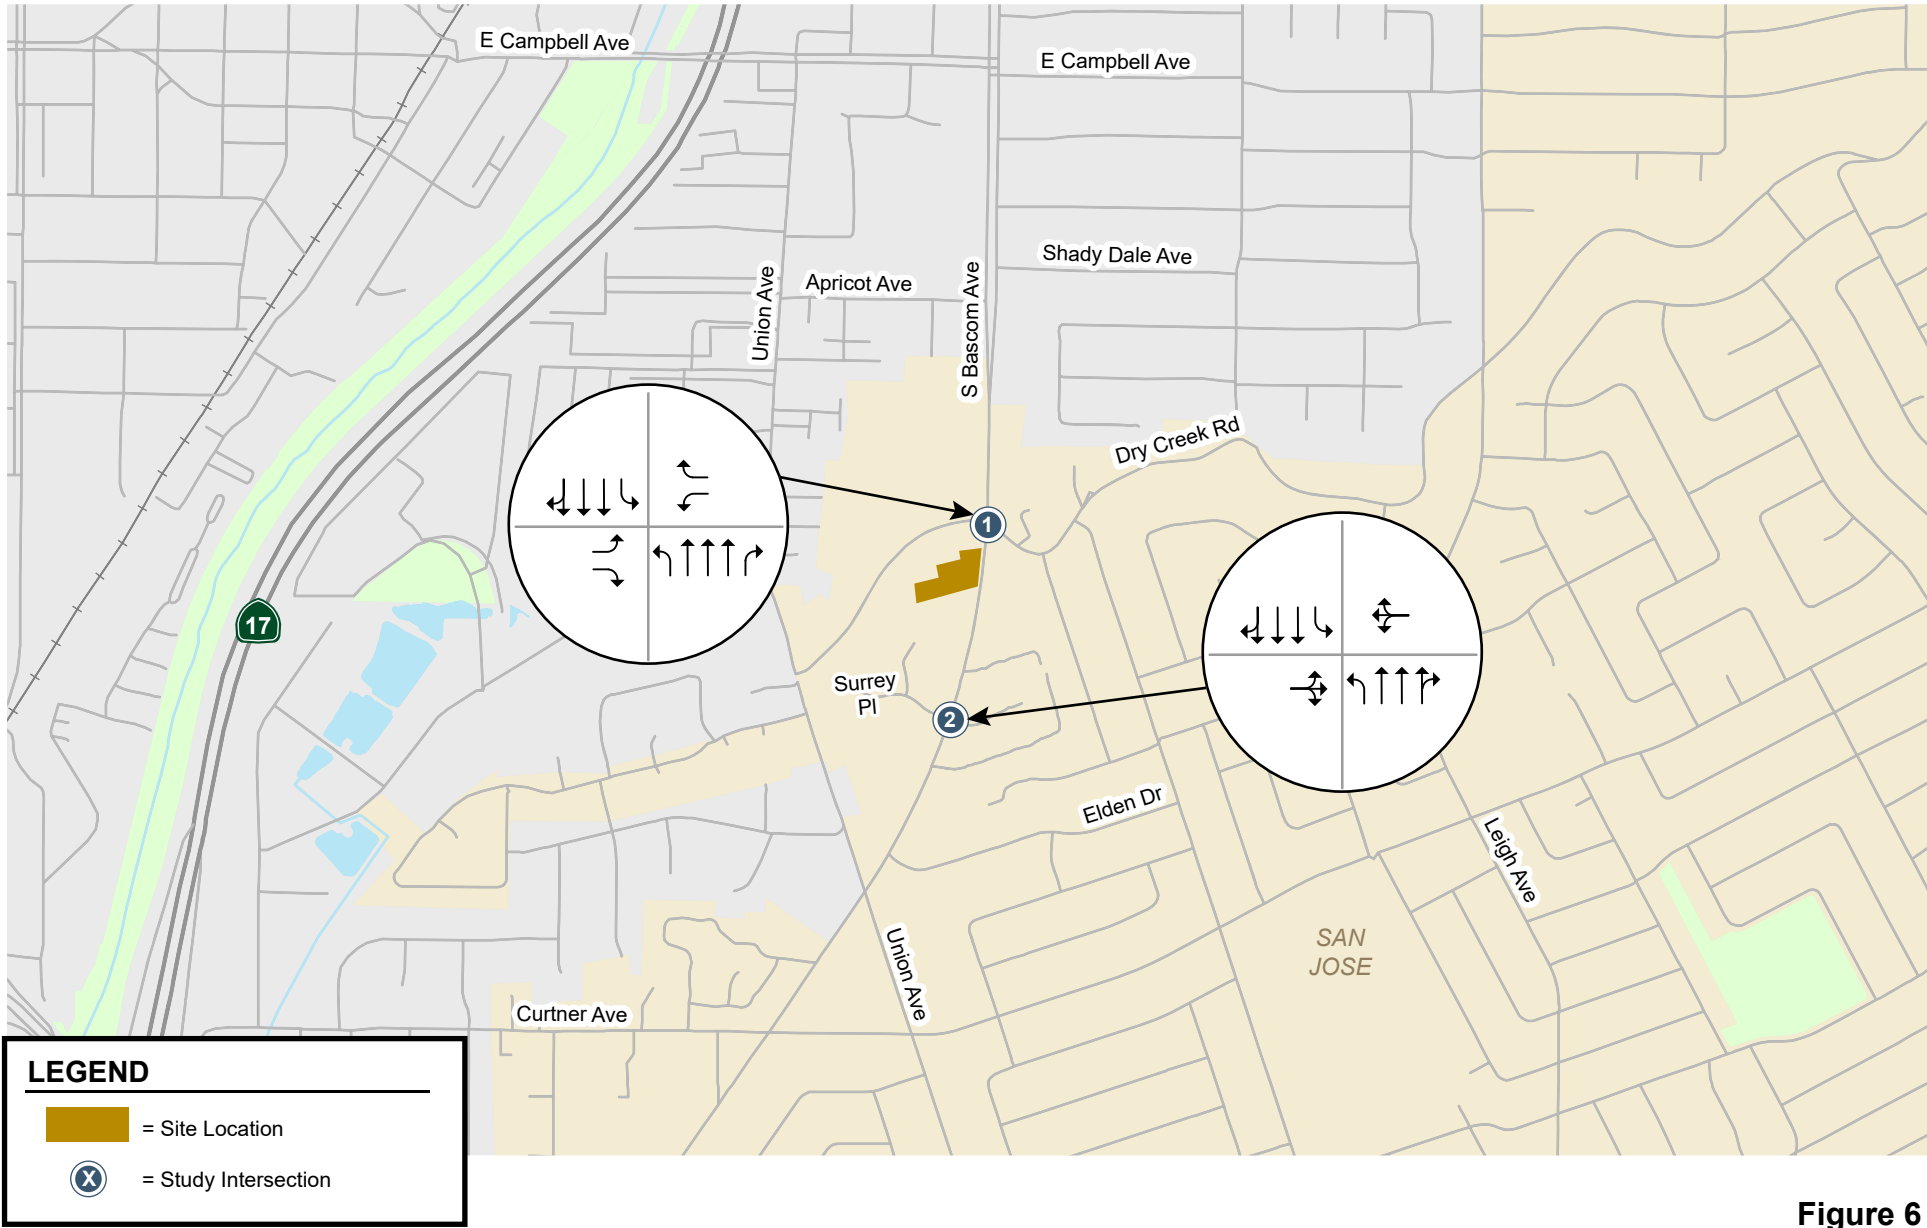 E Campbell Ave
E Campbell Ave
Shady Dale Ave
Apricot Ave
Union Ave
S Bascom Ave
Dry Creek Rd
1
17
Surrey
Pl
2
Elden Dr
Leigh Ave
SAN
JOSE
Union Ave
Curtner Ave
LEGEND
= Site Location
X
= Study Intersection
Figure 6